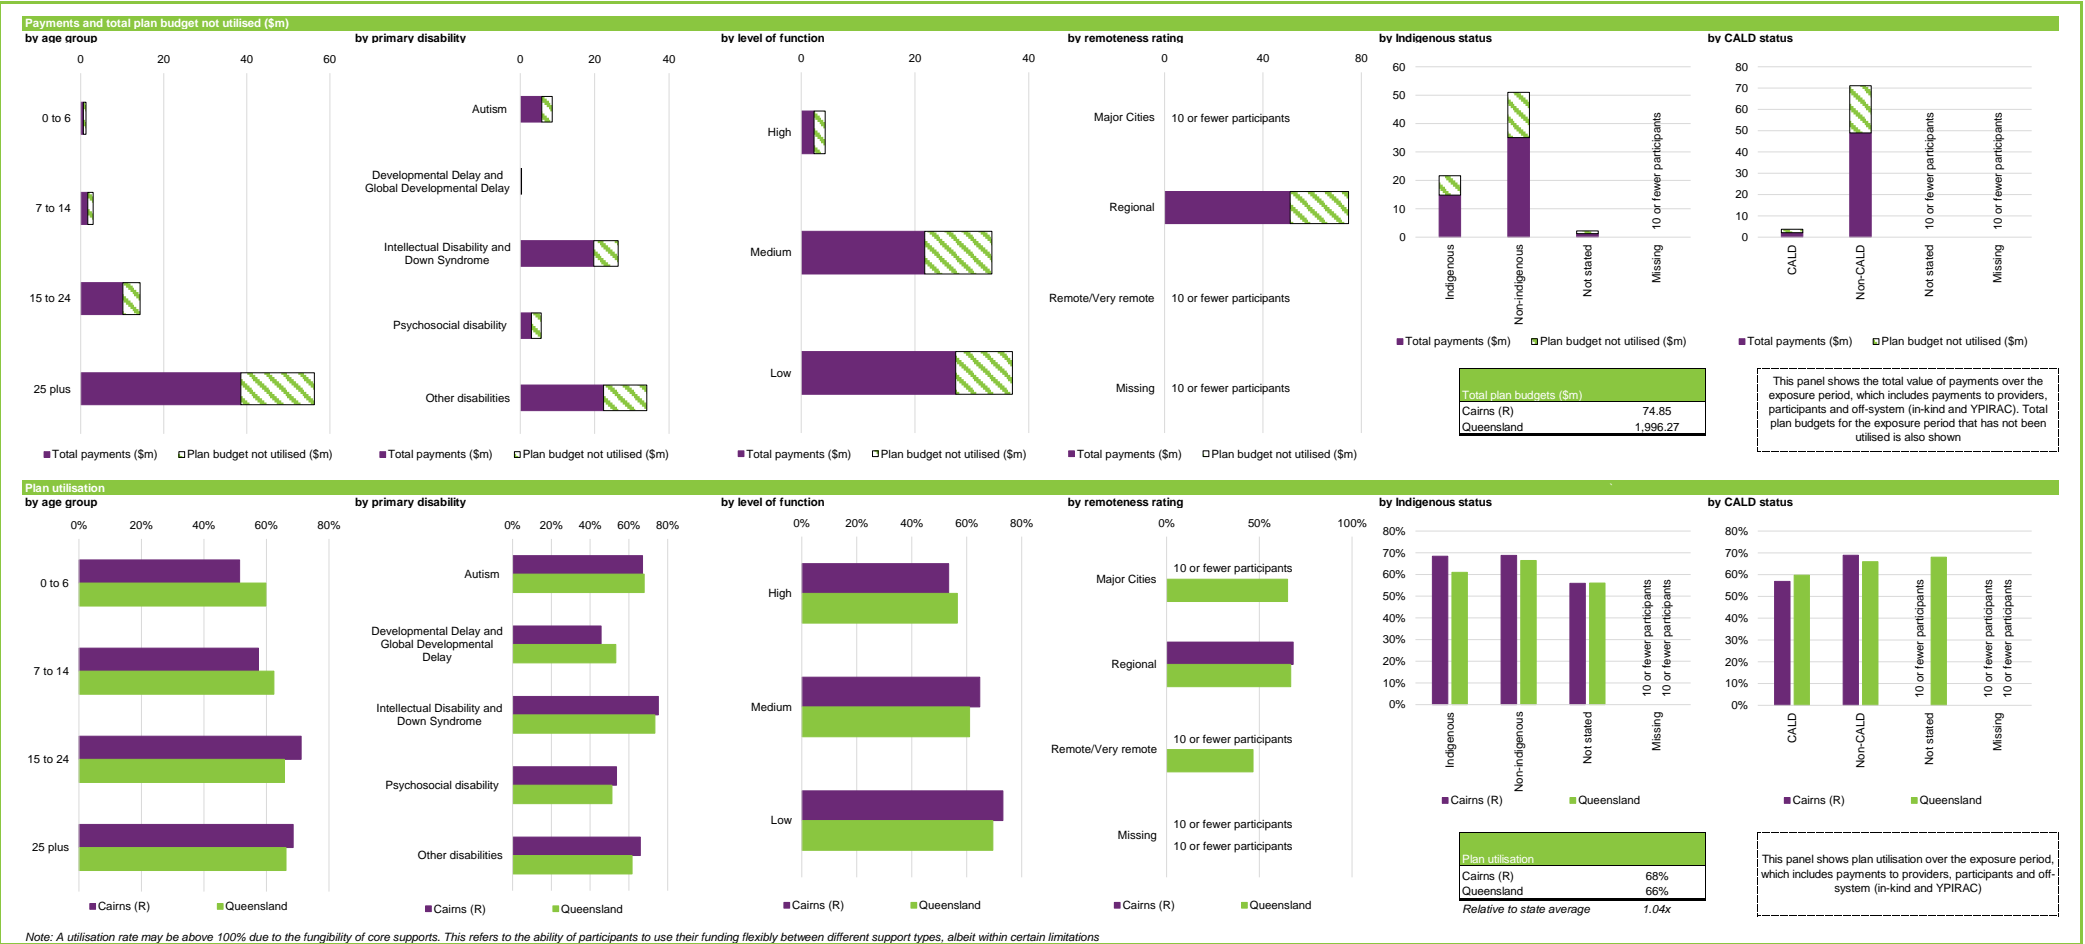 Payments and total plan budget not utilised ($m)
by age group
0 20 40 60
0 to 6
7 to 14
15 to 24
25 plus
Total payments ($m) Plan budget not utilised ($m)
by primary disability
0 20 40
Autism
Developmental Delay and
Global Developmental Delay
Intellectual Disability and
Down Syndrome
Psychosocial disability
Other disabilities
Total payments ($m) Plan budget not utilised ($m)
by level of function
0 20 40
High
Medium
Low
Total payments ($m) Plan budget not utilised ($m)
by remoteness rating
0 40 80
Major Cities 10 or fewer participants
Regional
Remote/Very remote 10 or fewer participants
Missing 10 or fewer participants
Total payments ($m) Plan budget not utilised ($m)
by Indigenous status
60
50
40
30
20
10
0
10 or fewer participants
Indigenous
Non-indigenous
Not stated
Missing
Total payments ($m) Plan budget not utilised ($m)
by CALD status
80
70
60
50
40
30
20
10
0
10 or fewer participants
10 or fewer participants
CALD
Non-CALD
Not stated
Missing
Total payments ($m) Plan budget not utilised ($m)
Total plan budgets ($m)
Cairns (R) 74.85
Queensland 1,996.27
This panel shows the total value of payments over the
exposure period, which includes payments to providers,
participants and off-system (in-kind and YPIRAC). Total
plan budgets for the exposure period that has not been
utilised is also shown
Plan utilisation
by age group
0% 20% 40% 60% 80%
0 to 6
7 to 14
15 to 24
25 plus
Cairns (R) Queensland
by primary disability
0% 20% 40% 60% 80%
Autism
Developmental Delay and
Global Developmental
Delay
Intellectual Disability and
Down Syndrome
Psychosocial disability
Other disabilities
Cairns (R) Queensland
by level of function
0% 20% 40% 60% 80%
High
Medium
Low
Cairns (R) Queensland
by remoteness rating
0% 50% 100%
10 or fewer participants
Major Cities
Regional
10 or fewer participants
Remote/Very remote
10 or fewer participants
Missing
10 or fewer participants
Cairns (R) Queensland
by Indigenous status
80%
70%
60%
50%
40%
30%
20%
10%
0%
10 or fewer participants
10 or fewer participants
Indigenous
Non-indigenous
Not stated
Missing
Cairns (R) Queensland
by CALD status
80%
70%
60%
50%
40%
30%
20%
10%
0%
10 or fewer participants
10 or fewer participants
10 or fewer participants
CALD
Non-CALD
Not stated
Missing
Cairns (R) Queensland
Plan utilisation
Cairns (R) 68%
Queensland 66%
Relative to state average 1.04x
This panel shows plan utilisation over the exposure period,
which includes payments to providers, participants and off-
system (in-kind and YPIRAC)
Note: A utilisation rate may be above 100% due to the fungibility of core supports. This refers to the ability of participants to use their funding flexibly between different support types, albeit within certain limitations